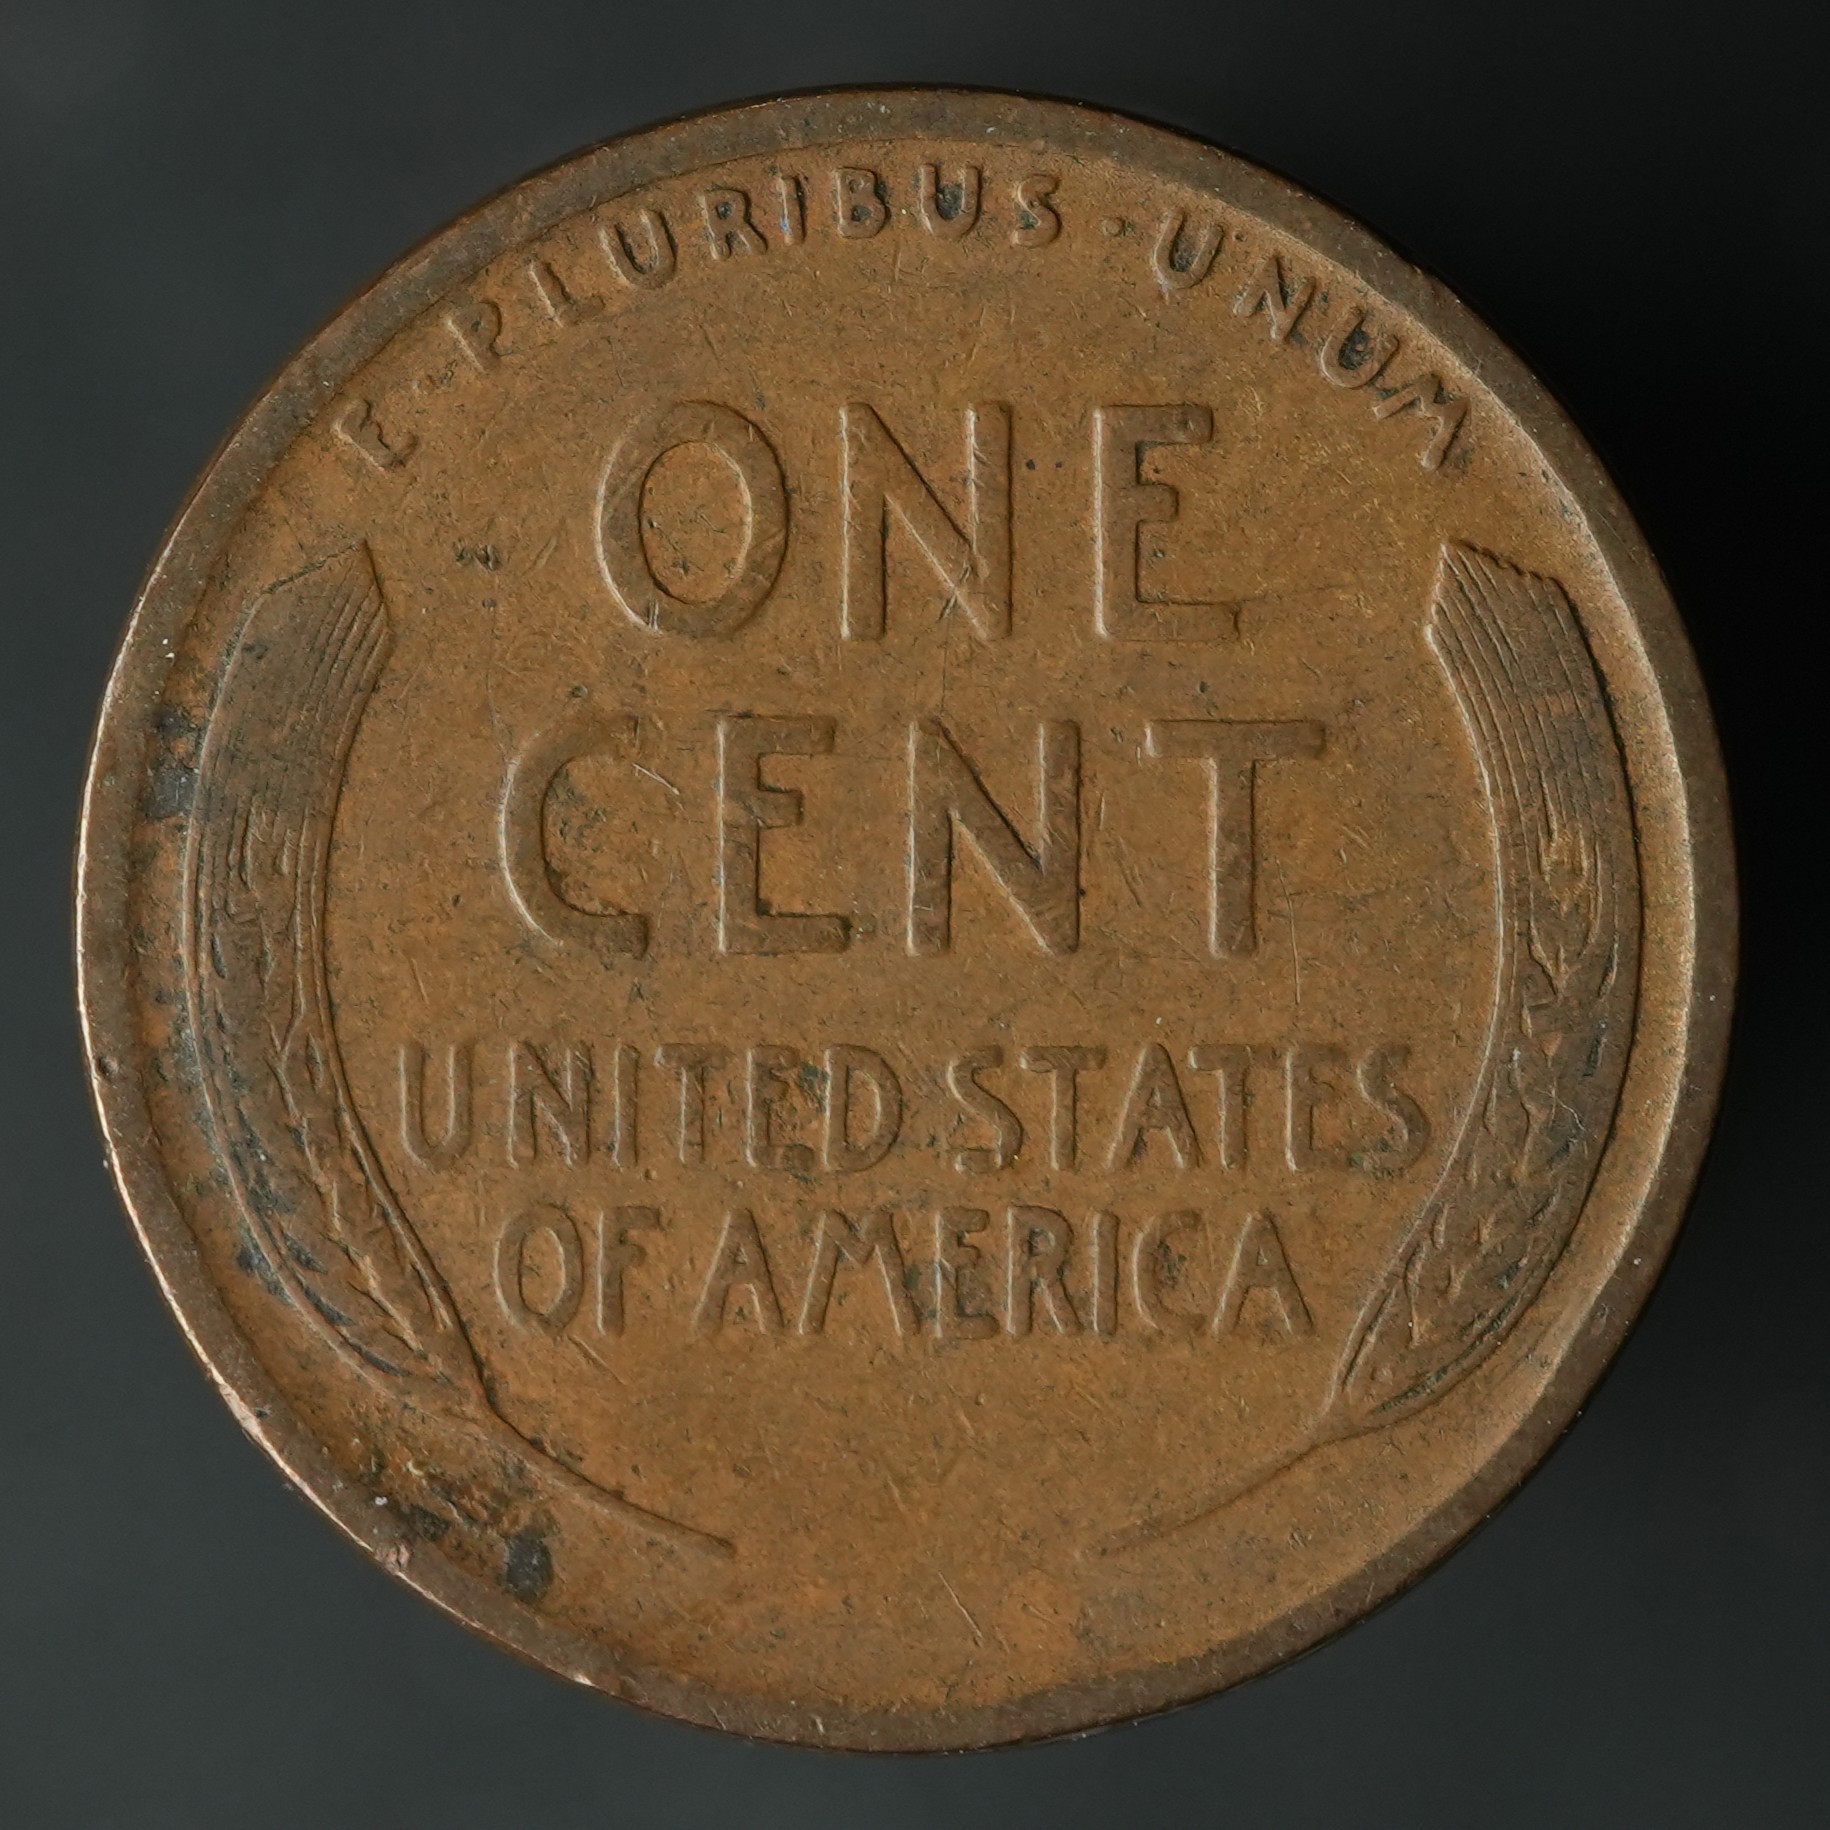 E·PLURIBUS·UNUM
ONE
CENT
UNITED STATES
OF AMERICA